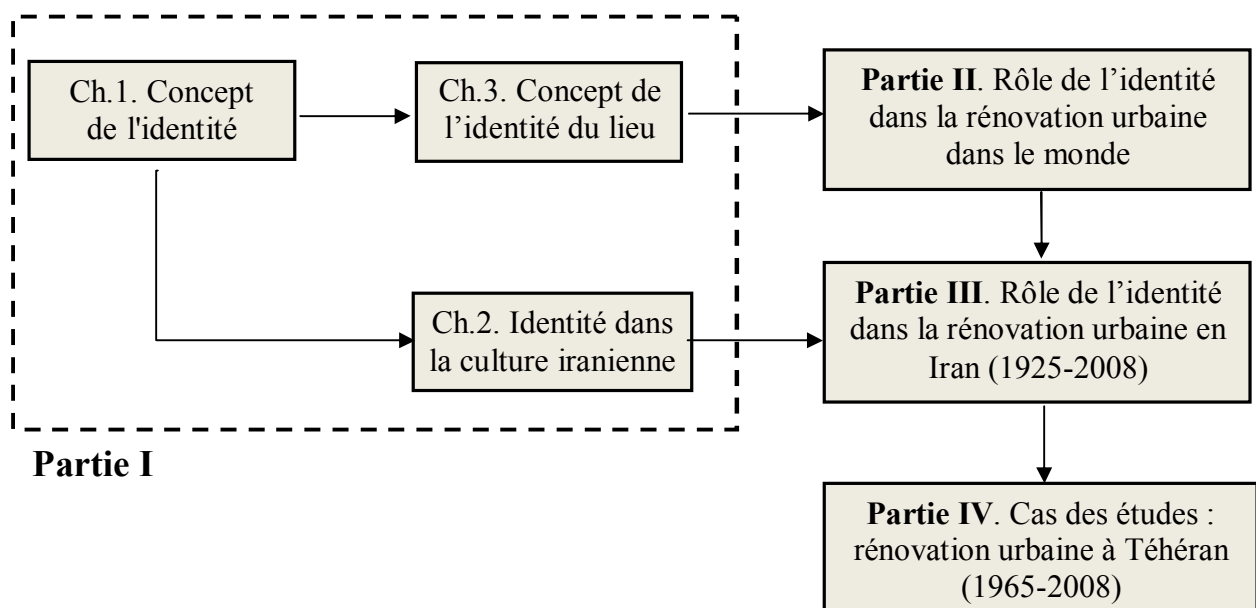 Ch.1. Concept
de l'identité
Ch.3. Concept de
l’identité du lieu
Partie II. Rôle de l’identité
dans la rénovation urbaine
dans le monde
Ch.2. Identité dans
la culture iranienne
Partie III. Rôle de l’identité
dans la rénovation urbaine en
Iran (1925-2008)
Partie I
Partie IV. Cas des études :
rénovation urbaine à Téhéran
(1965-2008)